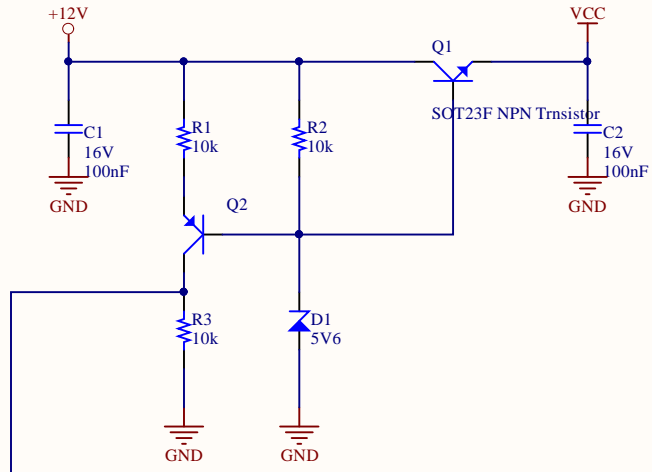 +12V
VCC
Q1
SOT23F NPN Trnsistor
C1
16V
100nF
GND
R1
10k
R2
10k
C2
16V
100nF
GND
Q2
R3
10k
D1
5V6
GND
GND